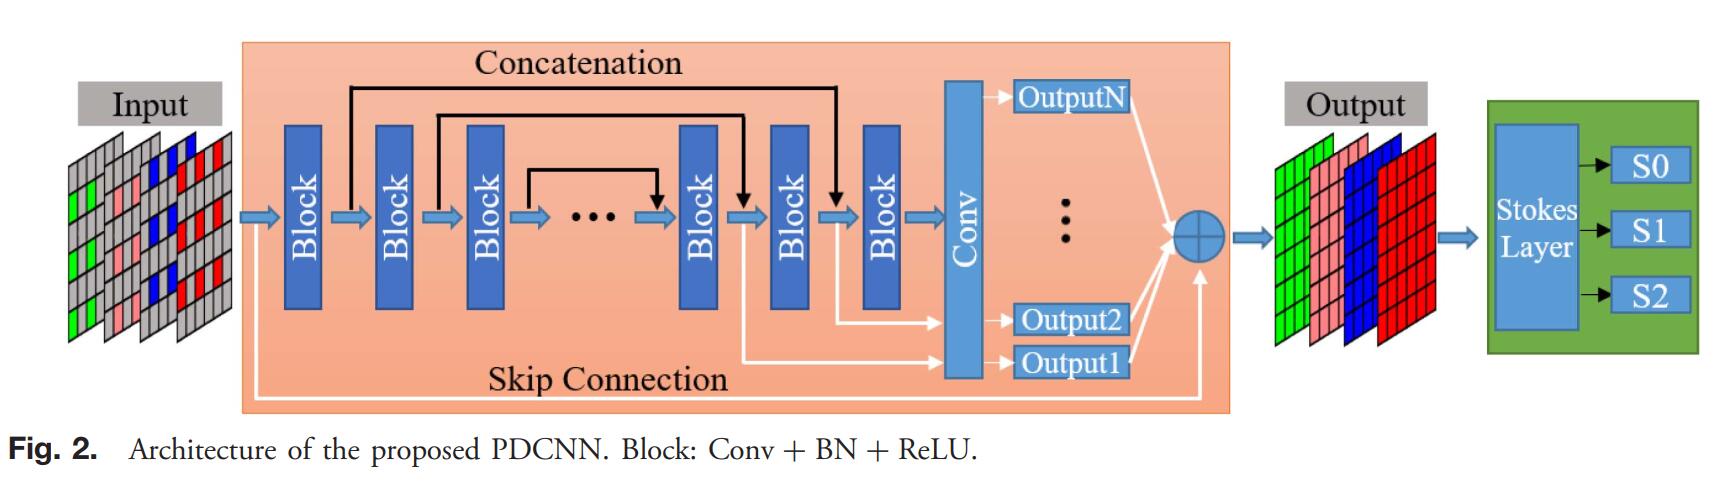 Concatenation
Input
Block
Block
Block
Block
Block
Block
Conv
OutputN
Output2
Output1
Skip Connection
Output
Stokes
Layer
S0
S1
S2
Fig. 2. Architecture of the proposed PDCNN. Block: Conv + BN + ReLU.